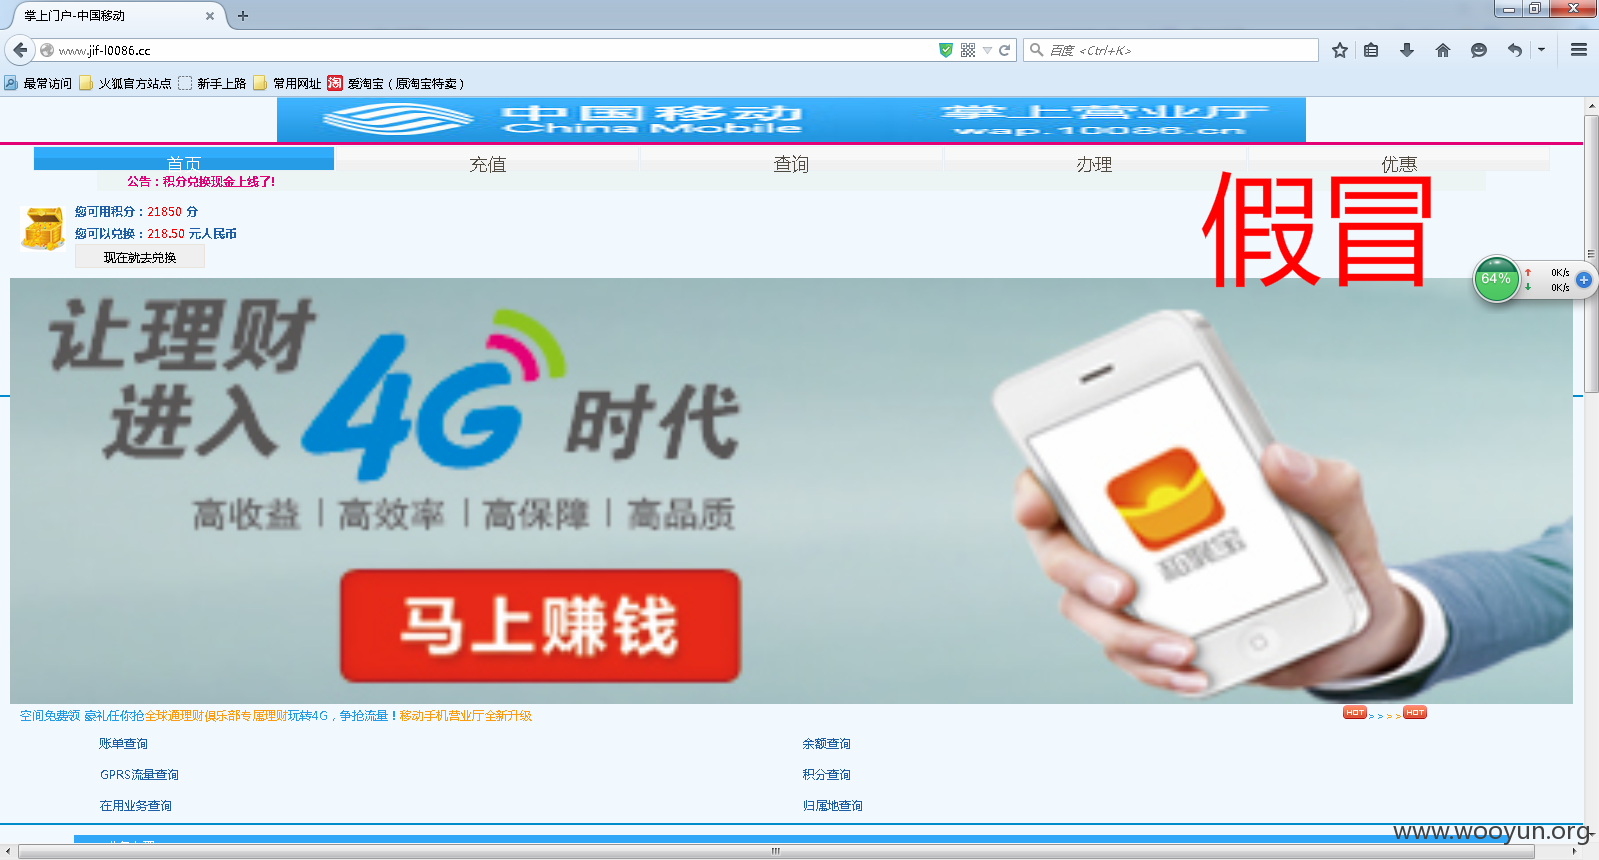 掌上门户-中国移动
www.jif-l0086.cc
百度 <Ctrl+K>
最常访问 火狐官方站点 新手上路 常用网址 淘 爱淘宝（原淘宝特卖）
中国移动 掌上营业厅
China Mobile wap.10086.cn
首页 充值 查询 办理 优惠
公告：积分兑换现金上线了!
假冒
您可用积分：21850 分
您可以兑换：218.50 元人民币
现在就去兑换
64% 0K/s
0K/s
让理财
进入4G时代
高收益 | 高效率 | 高保障 | 高品质
马上赚钱
空间免费领 豪礼任你抢全球通理财俱乐部专属理财玩转4G，争抢流量！移动手机营业厅全新升级 HOT >>>> HOT
账单查询 余额查询
GPRS流量查询 积分查询
在用业务查询 归属地查询
www.wooyun.org